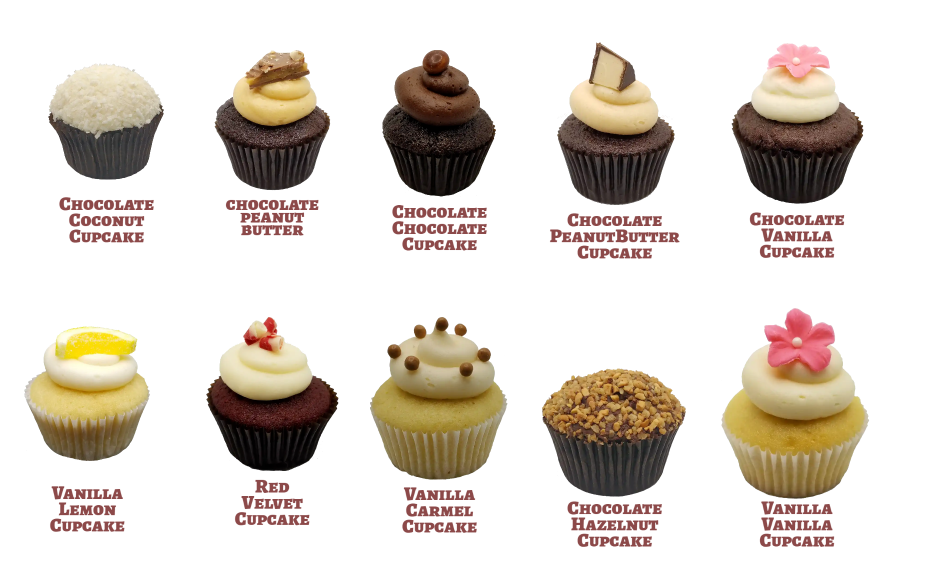 Chocolate
Coconut
Cupcake
chocolate
peanut
butter
Chocolate
Chocolate
Cupcake
Chocolate
PeanutButter
Cupcake
Chocolate
Vanilla
Cupcake
Vanilla
Lemon
Cupcake
Red
Velvet
Cupcake
Vanilla
Carmel
Cupcake
Chocolate
Hazelnut
Cupcake
Vanilla
Vanilla
Cupcake